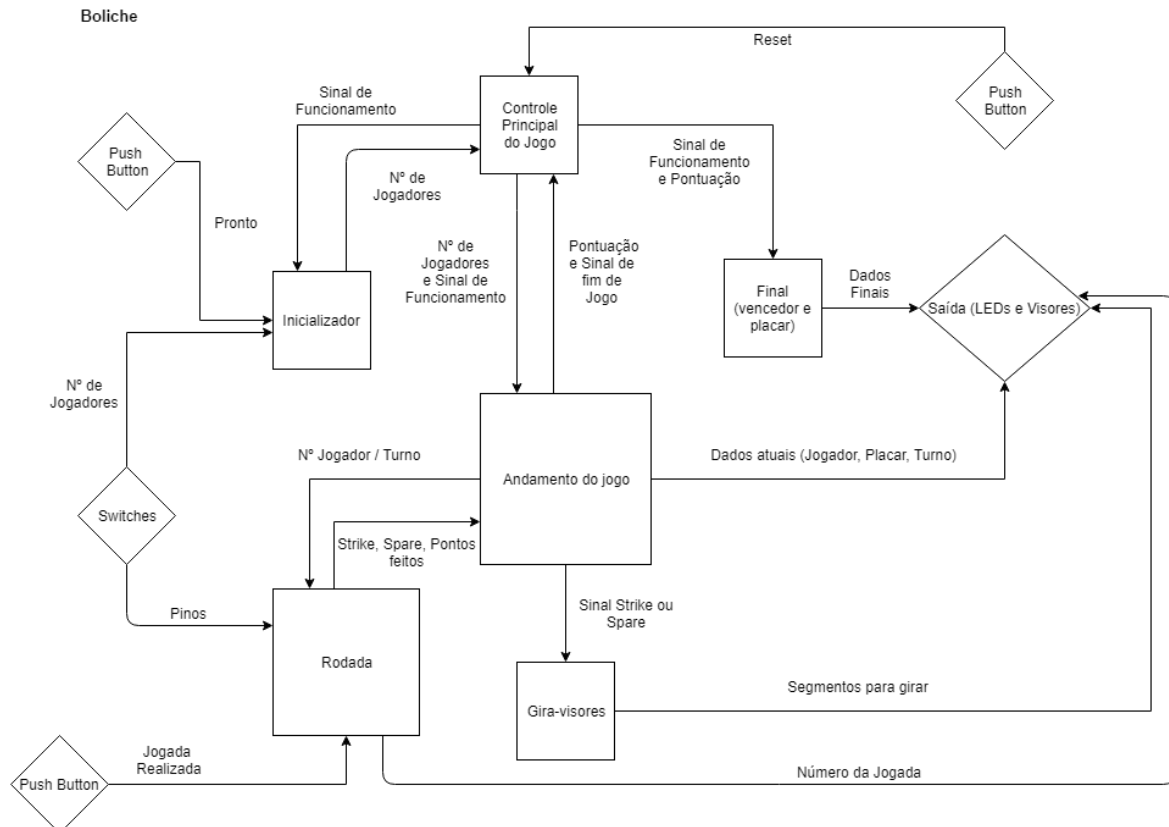 Boliche
Reset
Sinal de
Funcionamento
Controle
Principal
do Jogo
Push
Button
Push
Button
Nº de
Jogadores
Sinal de
Funcionamento
e Pontuação
Pronto
Nº de
Jogadores
e Sinal de
Funcionamento
Pontuação
e Sinal de
fim de
Jogo
Inicializador
Final
(vencedor e
placar)
Dados
Finais
Saída (LEDs e Visores)
Nº de
Jogadores
Nº Jogador / Turno
Andamento do jogo
Dados atuais (Jogador, Placar, Turno)
Switches
Strike, Spare, Pontos
feitos
Pinos
Sinal Strike ou
Spare
Rodada
Gira-visores
Segmentos para girar
Jogada
Realizada
Push Button
Número da Jogada